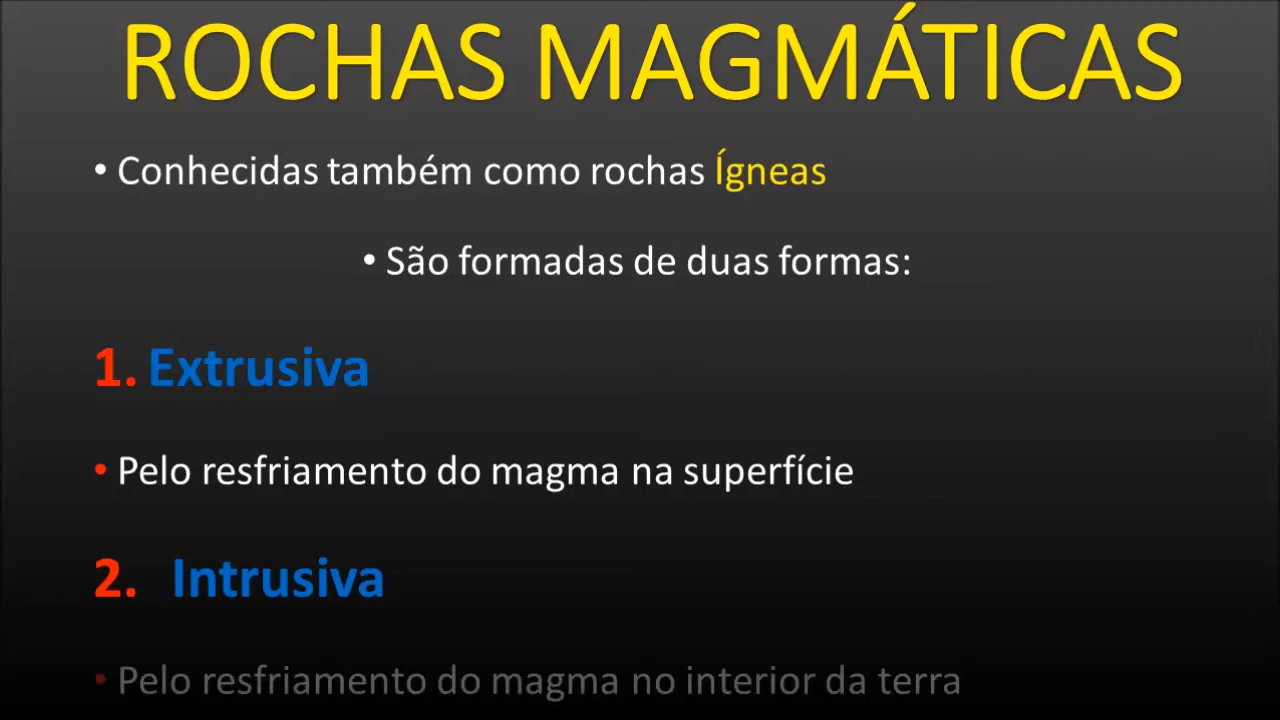 ROCHAS MAGMÁTICAS
• Conhecidas também como rochas Ígneas
• São formadas de duas formas:
1. Extrusiva
• Pelo resfriamento do magma na superfície
2. Intrusiva
• Pelo resfriamento do magma no interior da terra